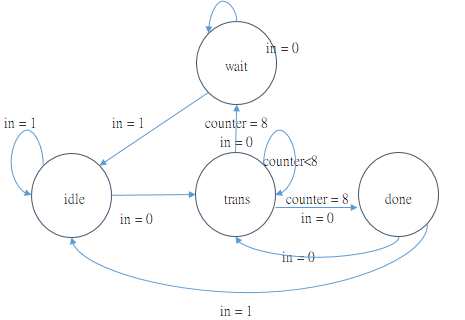 in = 0
wait
in = 1
in = 1
counter = 8
in = 0
counter<8
idle
trans
counter = 8
done
in = 0
in = 0
in = 0
in = 1